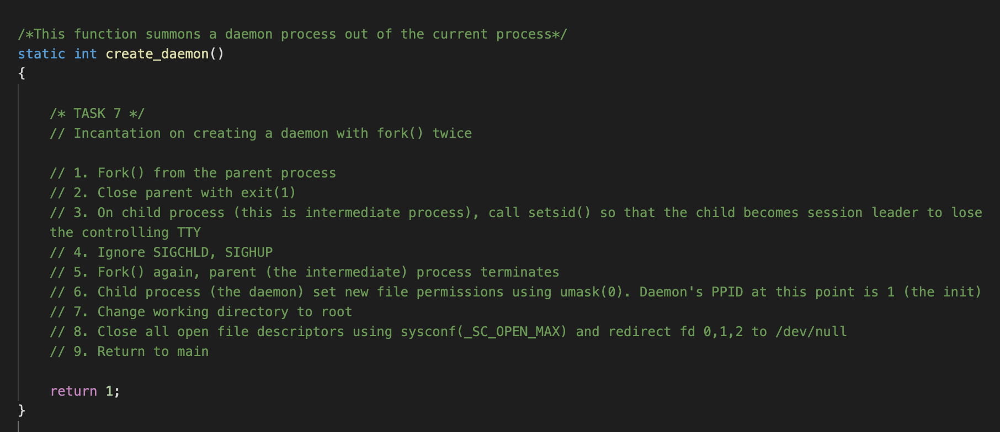 /*This function summons a daemon process out of the current process*/
static int create_daemon()
{
/* TASK 7 */
// Incantation on creating a daemon with fork() twice
// 1. Fork() from the parent process
// 2. Close parent with exit(1)
// 3. On child process (this is intermediate process), call setsid() so that the child becomes session leader to lose
the controlling TTY
// 4. Ignore SIGCHLD, SIGHUP
// 5. Fork() again, parent (the intermediate) process terminates
// 6. Child process (the daemon) set new file permissions using umask(0). Daemon's PPID at this point is 1 (the init)
// 7. Change working directory to root
// 8. Close all open file descriptors using sysconf(_SC_OPEN_MAX) and redirect fd 0,1,2 to /dev/null
// 9. Return to main
return 1;
}